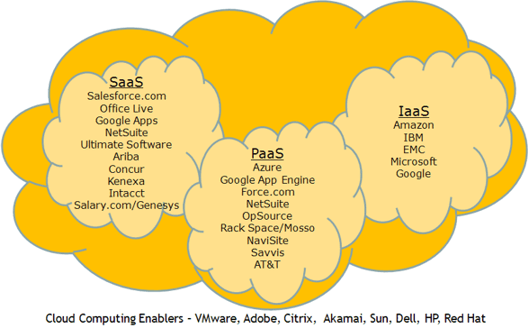 SaaS
Salesforce.com
Office Live
Google Apps
NetSuite
Ultimate Software
Ariba
Concur
Kenexa
Intacct
Salary.com/Genesys
PaaS
Azure
Google App Engine
Force.com
NetSuite
OpSource
Rack Space/Mosso
NaviSite
Savvis
AT&T
IaaS
Amazon
IBM
EMC
Microsoft
Google
Cloud Computing Enablers – VMware, Adobe, Citrix, Akamai, Sun, Dell, HP, Red Hat